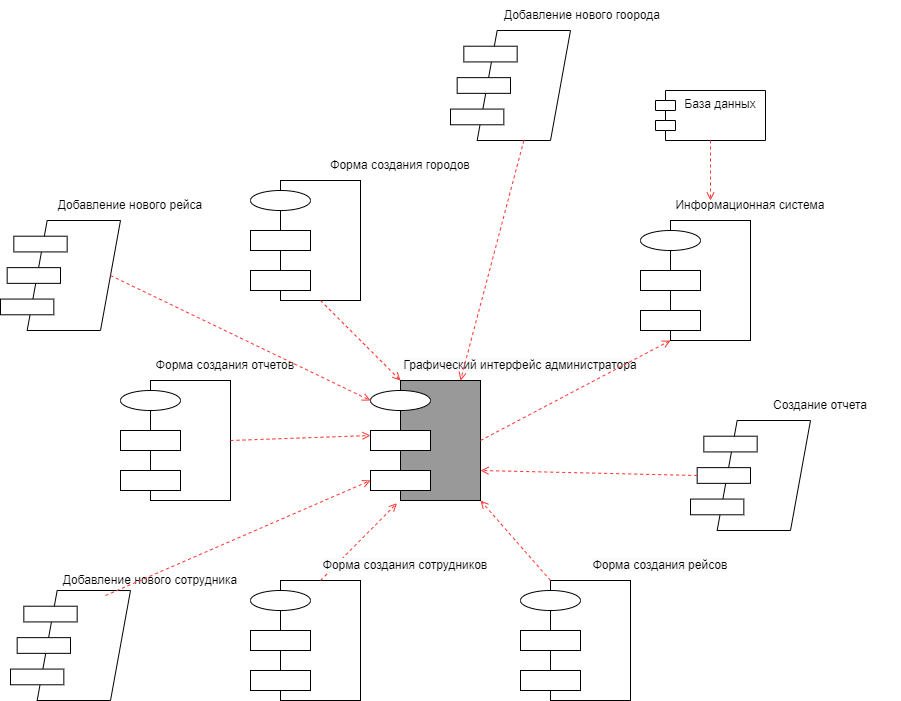 Добавление нового гоорода
База данных
Форма создания городов
Добавление нового рейса
Информационная система
Форма создания отчетов
Графический интерфейс администратора
Создание отчета
Форма создания сотрудников
Форма создания рейсов
Добавление нового сотрудника